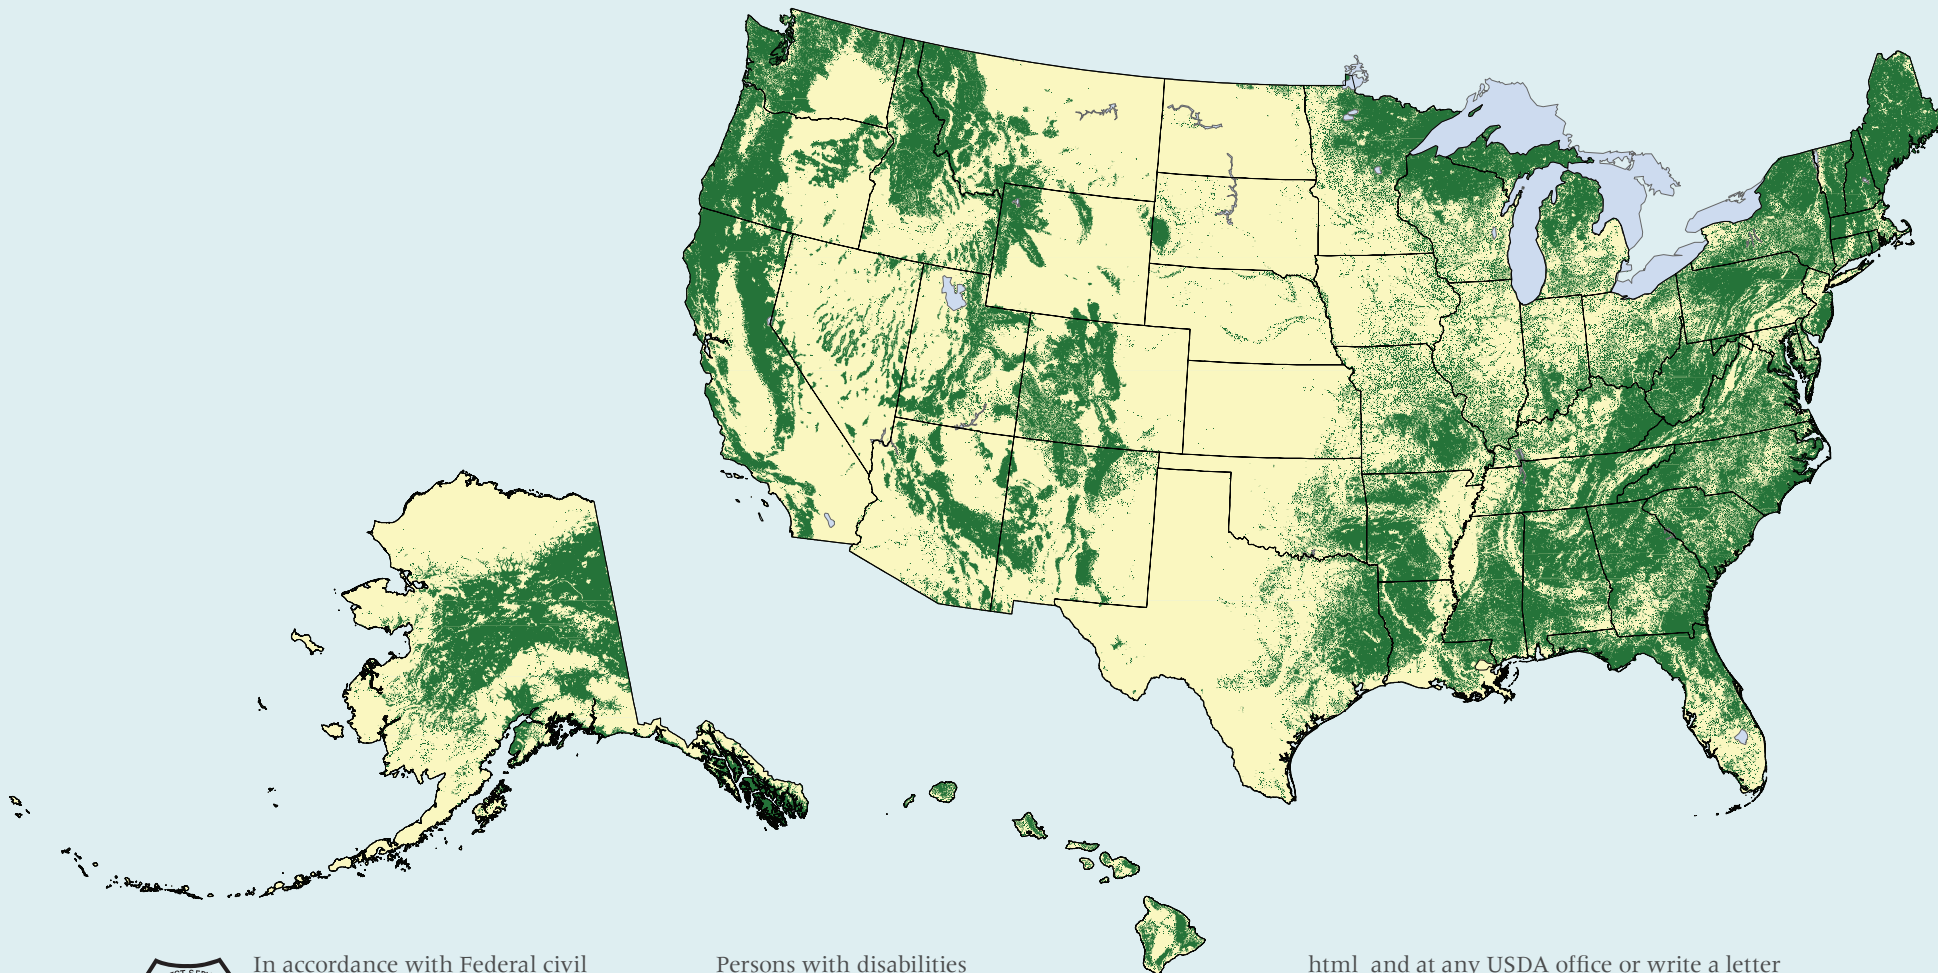 In accordance with Federal civil
Persons with disabilities
html and at any USDA office or write a letter